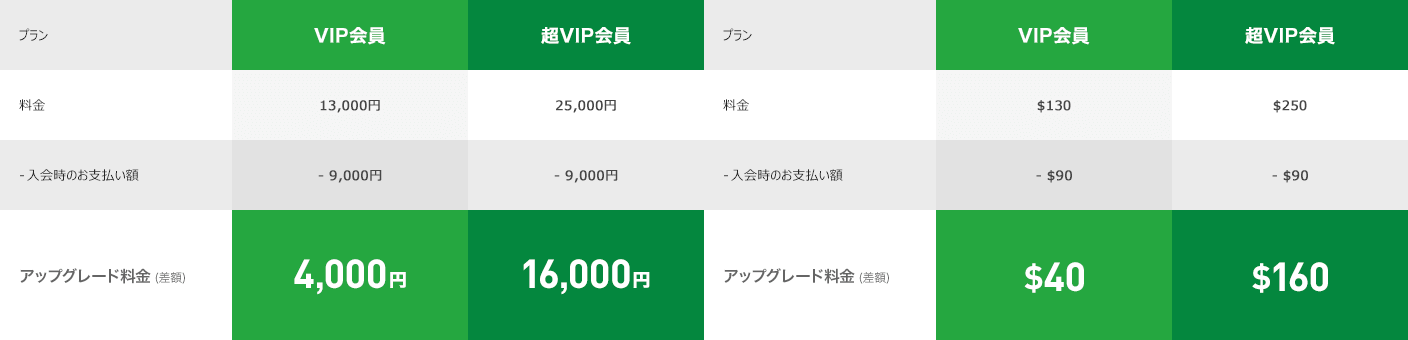 プラン VIP会員 超VIP会員
料金 13,000円 25,000円
- 入会時のお支払い額 - 9,000円 - 9,000円
アップグレード料金 (差額) 4,000円 16,000円
プラン VIP会員 超VIP会員
料金 $130 $250
- 入会時のお支払い額 - $90 - $90
アップグレード料金 (差額) $40 $160